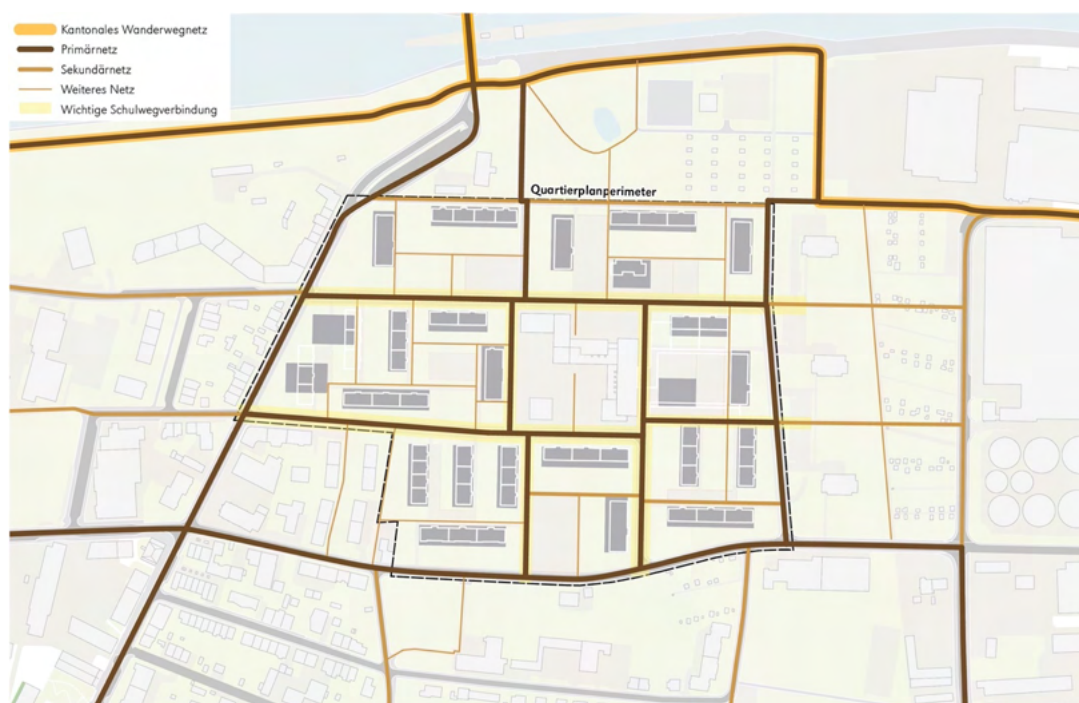 Kantonales Wanderwegnetz
Primärnetz
Sekundärnetz
Weiteres Netz
Wichtige Schulwegverbindung
Quartierplanperimeter